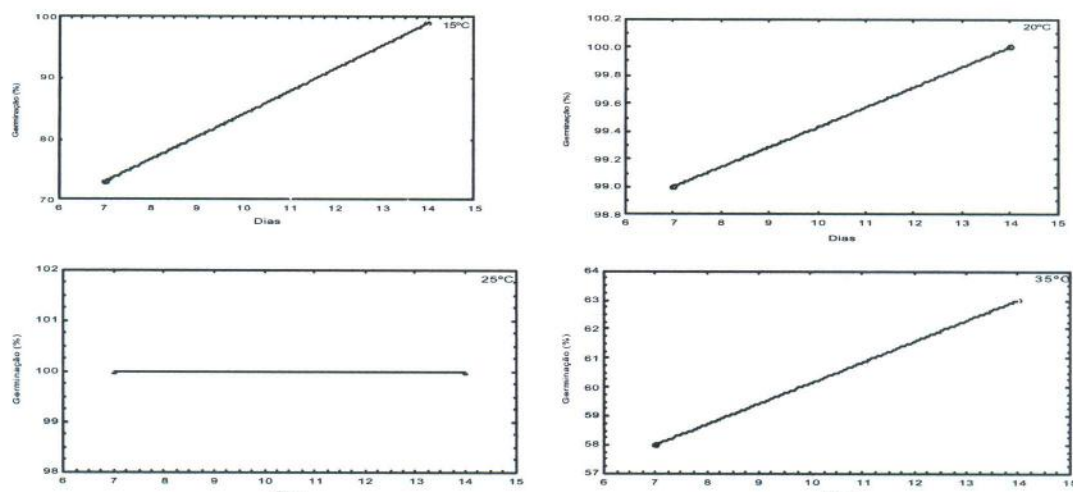 15ºC
100
90
80
70
Germinação (%)
6 7 8 9 10 11 12 13 14 15
Dias
20ºC
100.2
100.0
99.8
99.6
99.4
99.2
99.0
98.8
Germinação (%)
6 7 8 9 10 11 12 13 14 15
Dias
25ºC
102
101
100
99
98
Germinação (%)
6 7 8 9 10 11 12 13 14 15
35ºC
64
63
62
61
60
59
58
57
Germinação (%)
6 7 8 9 10 11 12 13 14 15